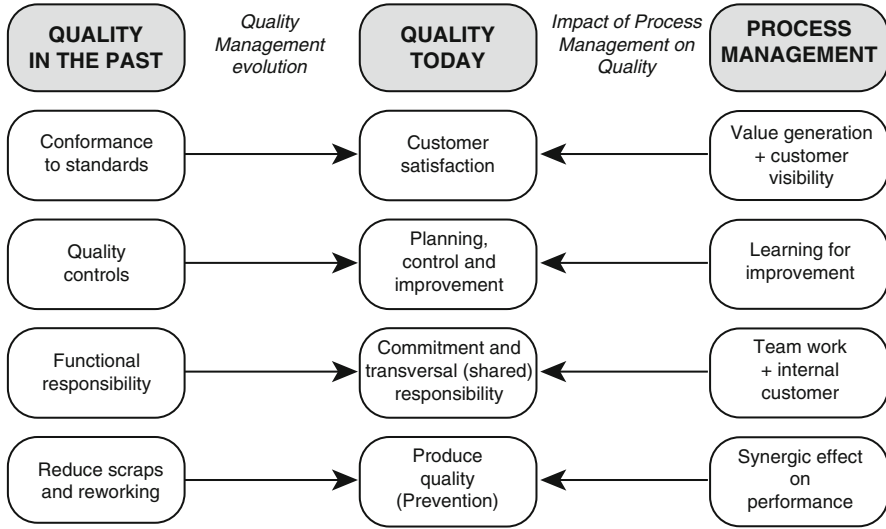 QUALITY
IN THE PAST
Quality
Management
evolution
QUALITY
TODAY
Impact of Process
Management on
Quality
PROCESS
MANAGEMENT
Conformance
to standards
Customer
satisfaction
Value generation
+ customer
visibility
Quality
controls
Planning,
control and
improvement
Learning for
improvement
Functional
responsibility
Commitment and
transversal (shared)
responsibility
Team work
+ internal
customer
Reduce scraps
and reworking
Produce
quality
(Prevention)
Synergic effect
on
performance